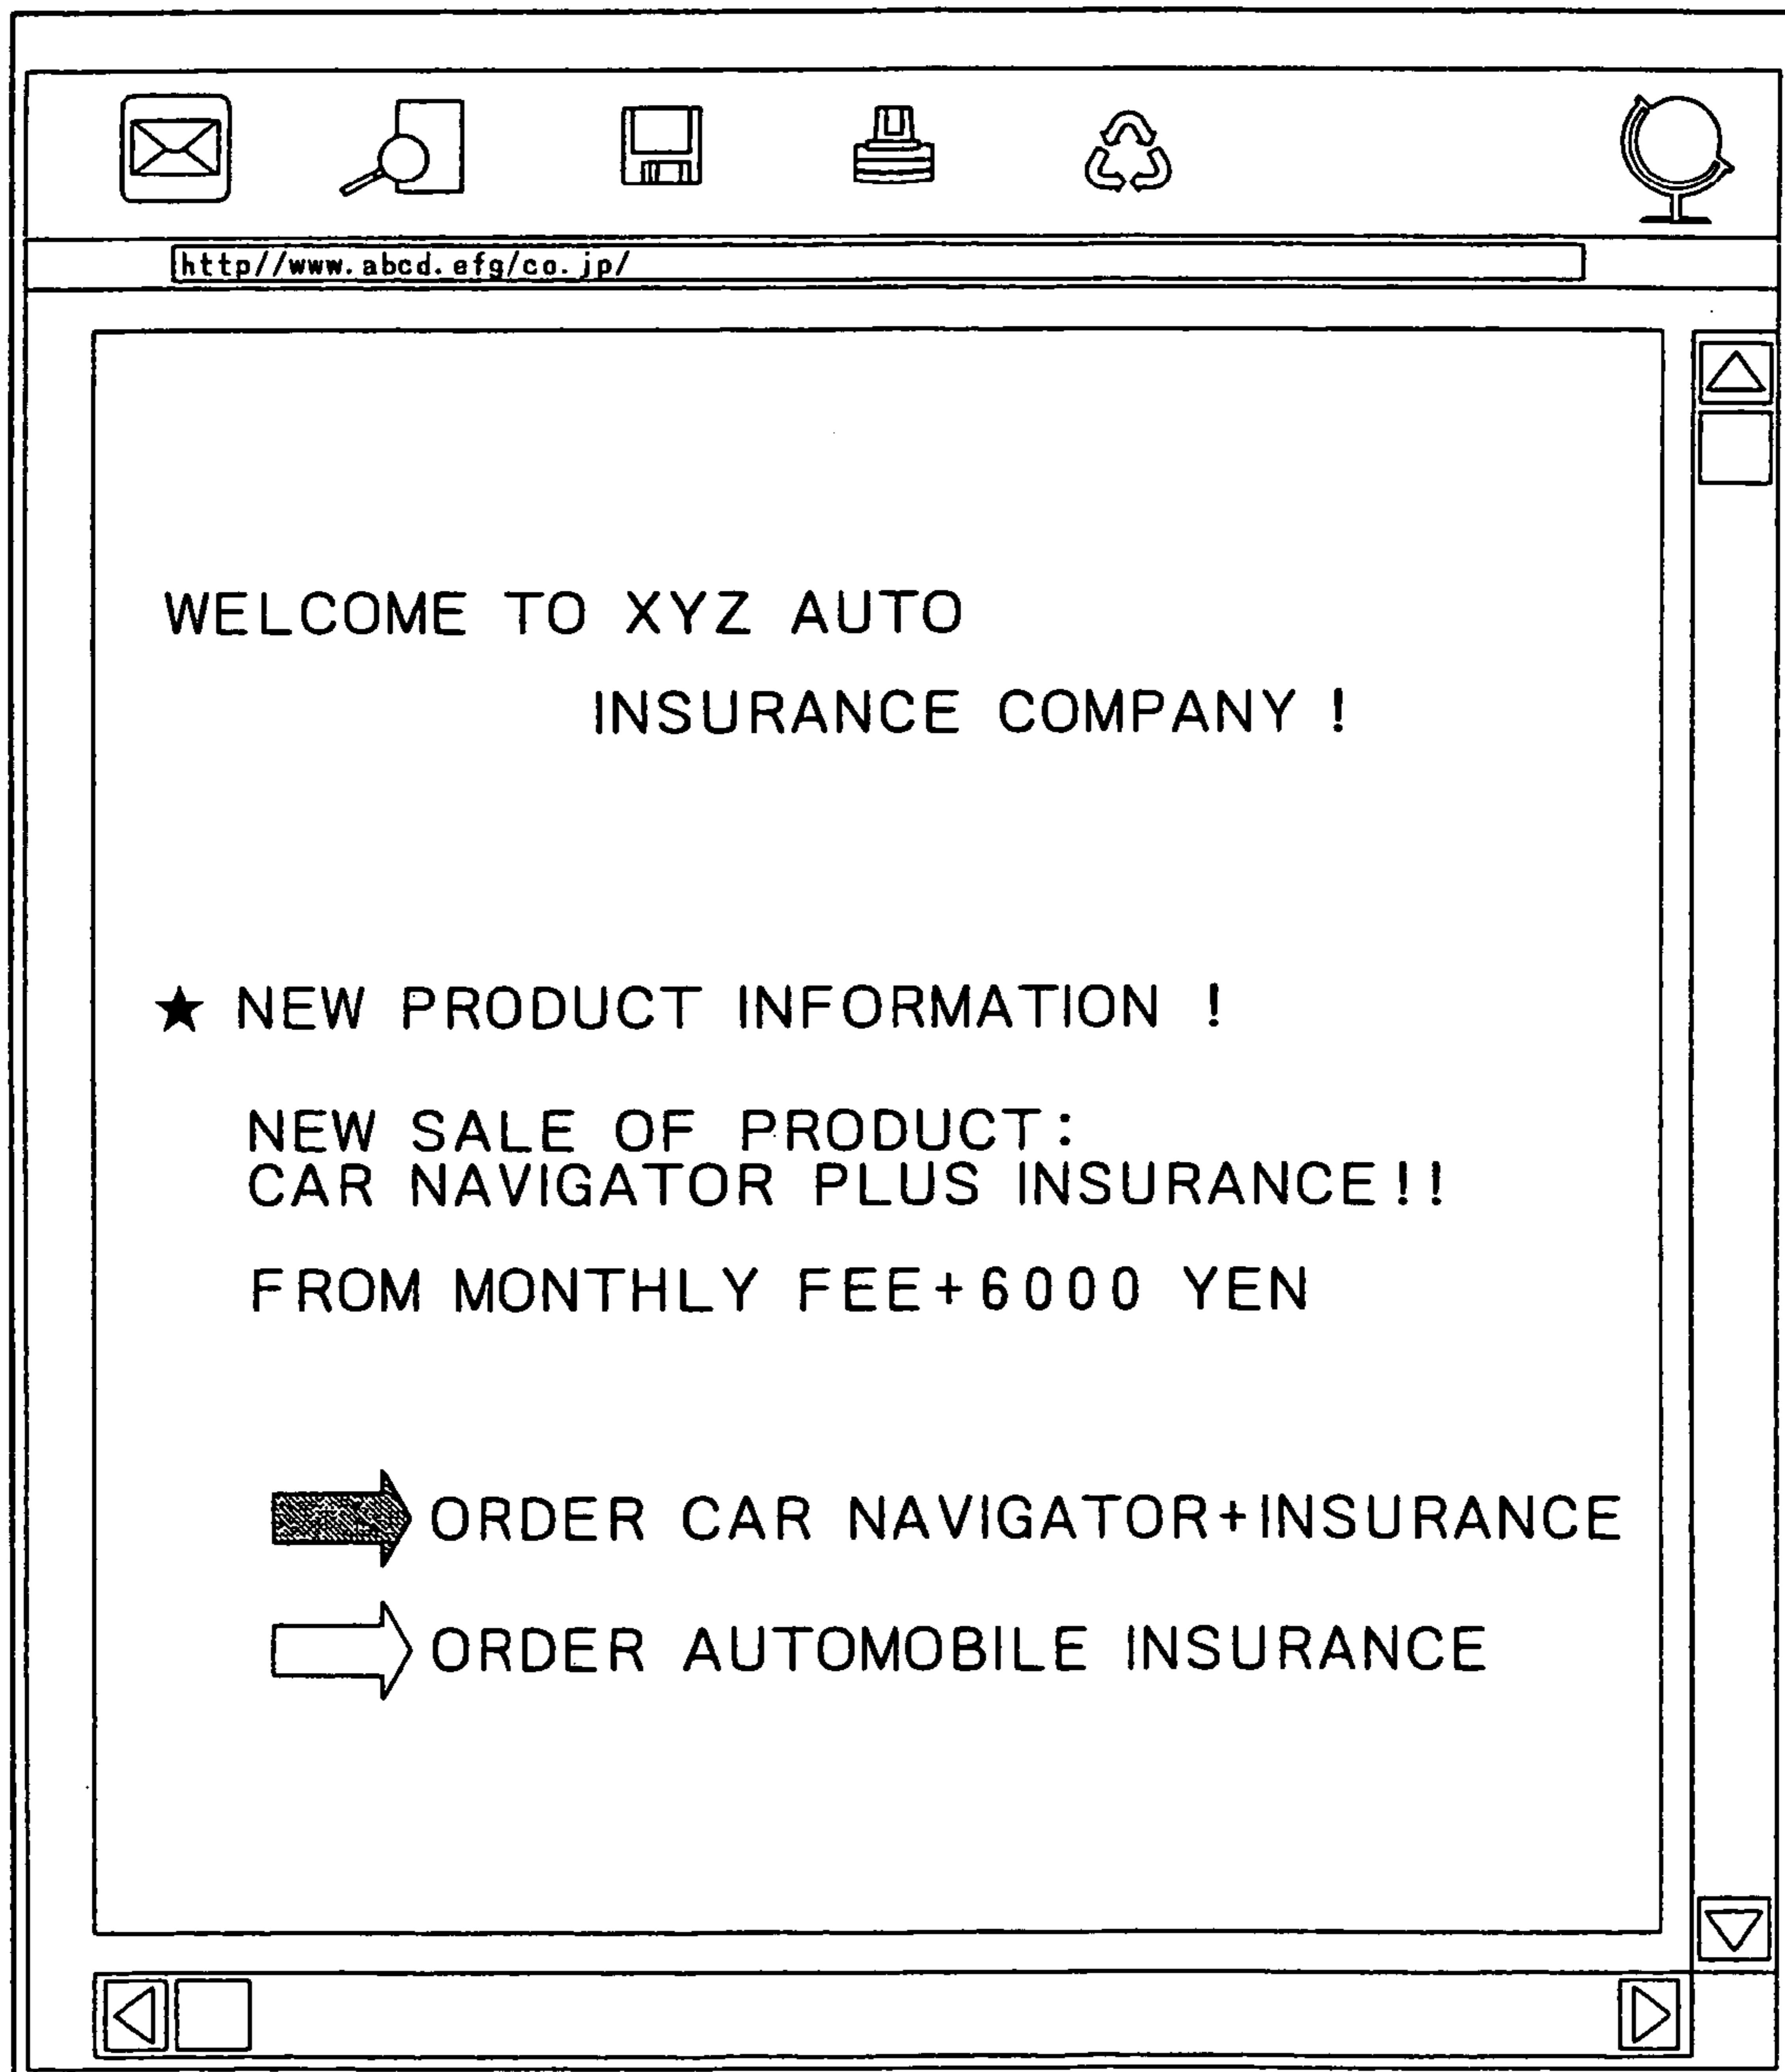 http//www.abcd.efg/co.jp/
WELCOME TO XYZ AUTO
INSURANCE COMPANY !
★ NEW PRODUCT INFORMATION !
NEW SALE OF PRODUCT:
CAR NAVIGATOR PLUS INSURANCE!!
FROM MONTHLY FEE+6000 YEN
ORDER CAR NAVIGATOR+INSURANCE
ORDER AUTOMOBILE INSURANCE